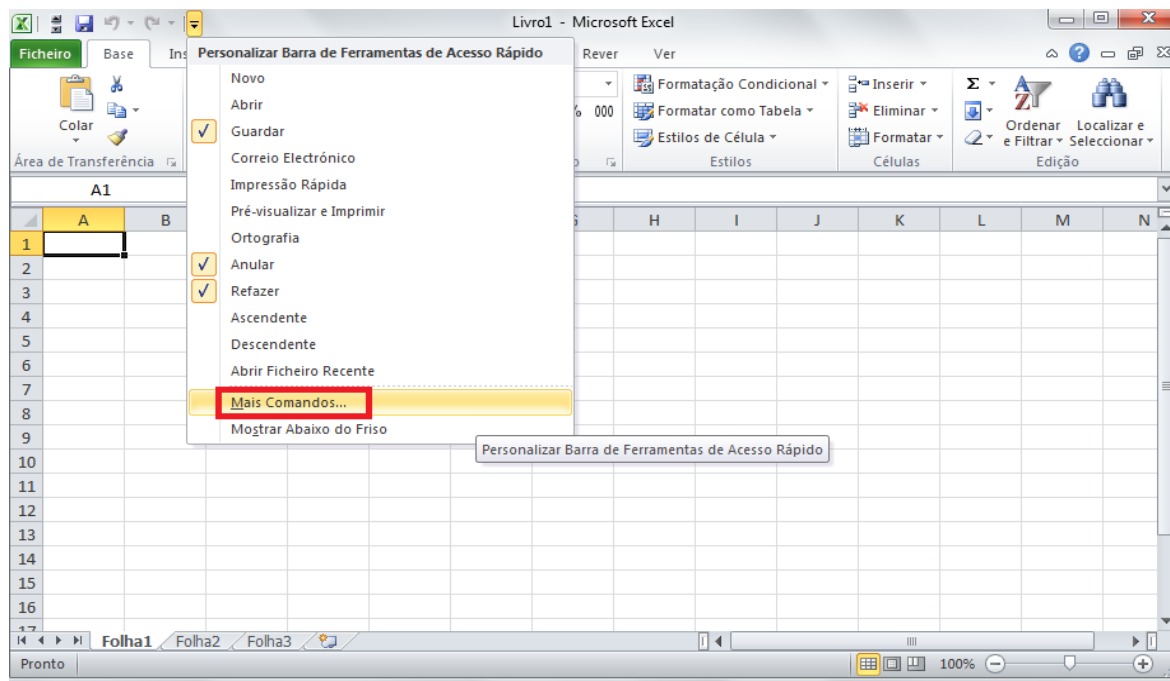 Livro1 - Microsoft Excel
Ficheiro Base Ins Rever Ver
Personalizar Barra de Ferramentas de Acesso Rápido
Novo
Abrir
Guardar
Correio Electrónico
Impressão Rápida
Pré-visualizar e Imprimir
Ortografia
Anular
Refazer
Ascendente
Descendente
Abrir Ficheiro Recente
Mais Comandos...
Mostrar Abaixo do Friso
Personalizar Barra de Ferramentas de Acesso Rápido
Colar
Área de Transferência
% 000
Formatação Condicional
Formatar como Tabela
Estilos de Célula
Estilos
Inserir
Eliminar
Formatar
Células
Σ
Ordenar e Filtrar
Localizar e Seleccionar
Edição
A1
A B H I J K L M N
1
2
3
4
5
6
7
8
9
10
11
12
13
14
15
16
17
Folha1 Folha2 Folha3
Pronto 100%